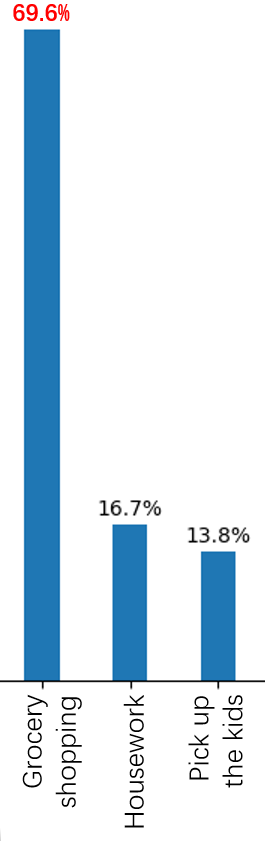 69.6%
16.7%
13.8%
Grocery
shopping
Housework
Pick up
the kids